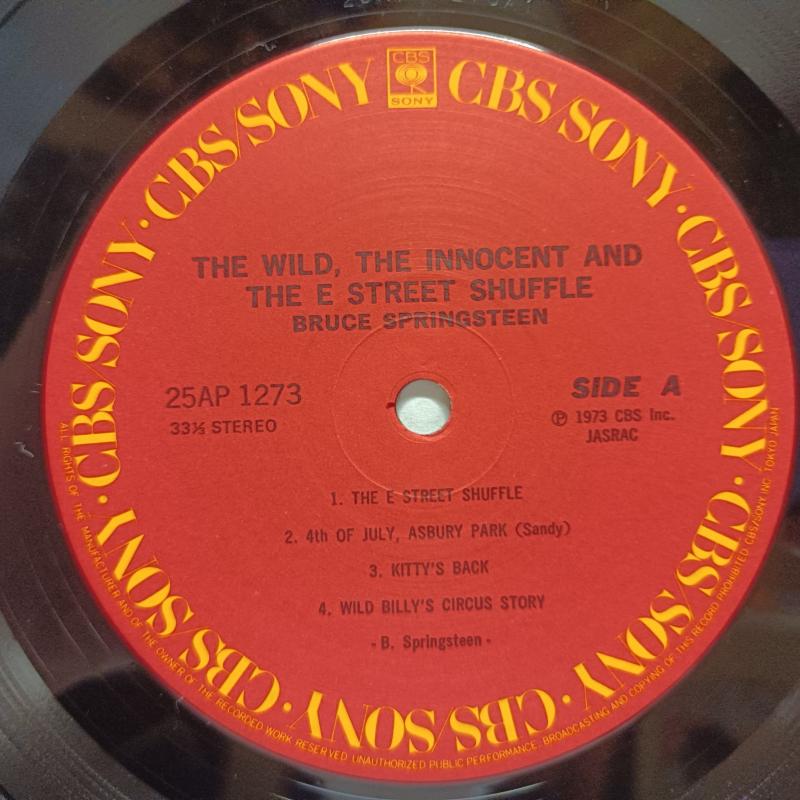 CBS
SONY
CBS/SONY · CBS/SONY · CBS/SONY · CBS/SONY · CBS/SONY · CBS/SONY · CBS/SONY · CBS/SONY
THE WILD, THE INNOCENT AND
THE E STREET SHUFFLE
BRUCE SPRINGSTEEN
25AP 1273
33⅓ STEREO
SIDE A
℗ 1973 CBS Inc.
JASRAC
1. THE E STREET SHUFFLE
2. 4th OF JULY, ASBURY PARK (Sandy)
3. KITTY'S BACK
4. WILD BILLY'S CIRCUS STORY
- B. Springsteen -
ALL RIGHTS OF THE MANUFACTURER AND OF THE OWNER OF THE RECORDED WORK RESERVED UNAUTHORIZED PUBLIC PERFORMANCE, BROADCASTING AND COPYING OF THIS RECORD PROHIBITED CBS/SONY INC. TOKYO JAPAN